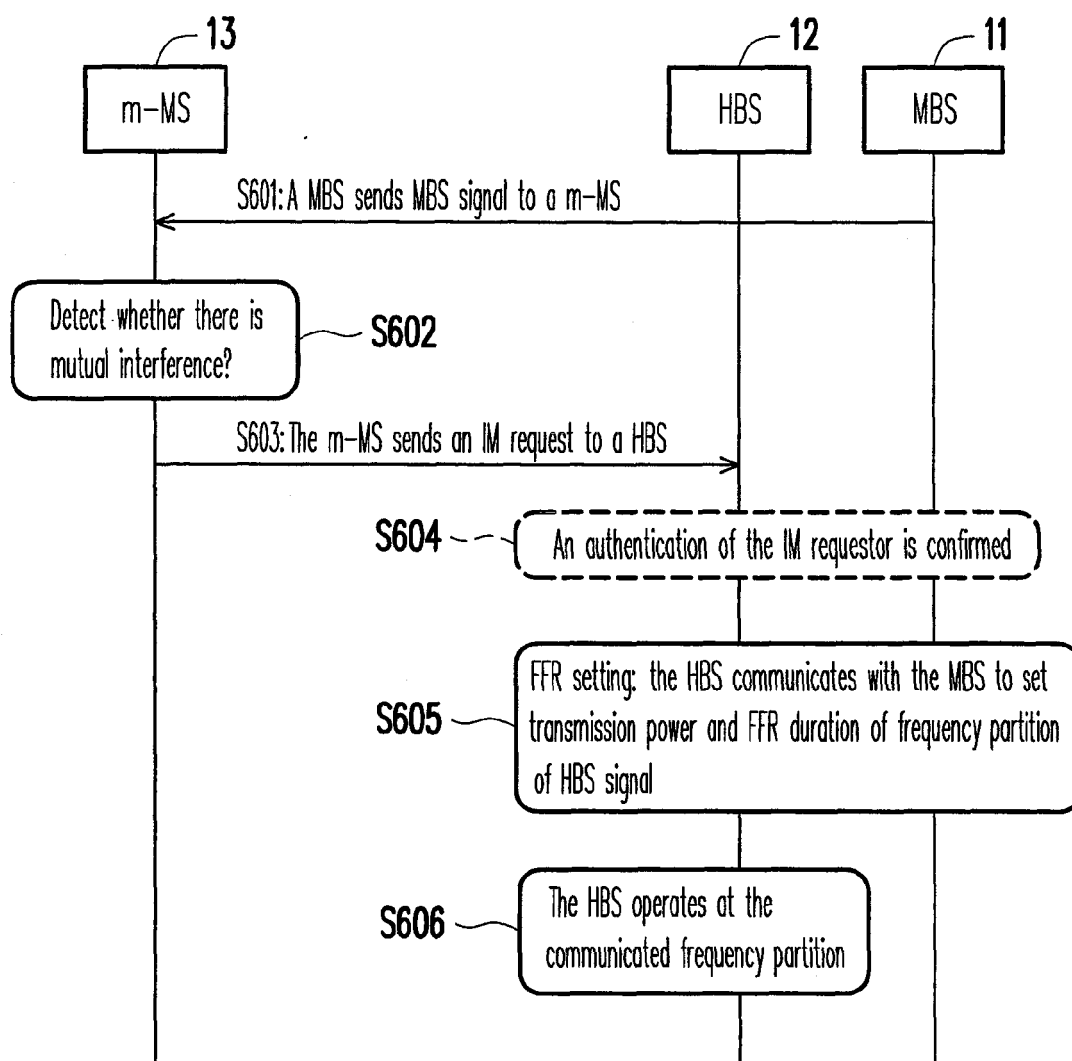 13
12
11
m-MS
HBS
MBS
S601: A MBS sends MBS signal to a m-MS
Detect whether there is
mutual interference?
S602
S603: The m-MS sends an IM request to a HBS
S604
An authentication of the IM requestor is confirmed
S605
FFR setting: the HBS communicates with the MBS to set
transmission power and FFR duration of frequency partition
of HBS signal
S606
The HBS operates at the
communicated frequency partition